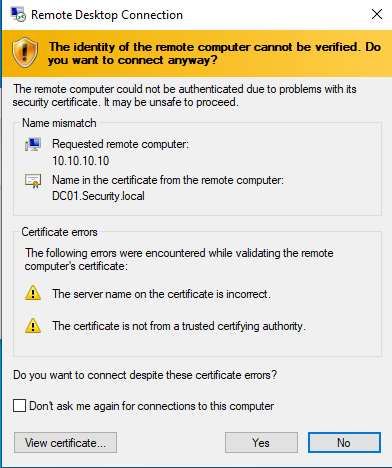 Remote Desktop Connection
The identity of the remote computer cannot be verified. Do
you want to connect anyway?
The remote computer could not be authenticated due to problems with its
security certificate. It may be unsafe to proceed.
Name mismatch
Requested remote computer:
10.10.10.10
Name in the certificate from the remote computer:
DC01.Security.local
Certificate errors
The following errors were encountered while validating the remote
computer's certificate:
The server name on the certificate is incorrect.
The certificate is not from a trusted certifying authority.
Do you want to connect despite these certificate errors?
Don't ask me again for connections to this computer
View certificate... Yes No